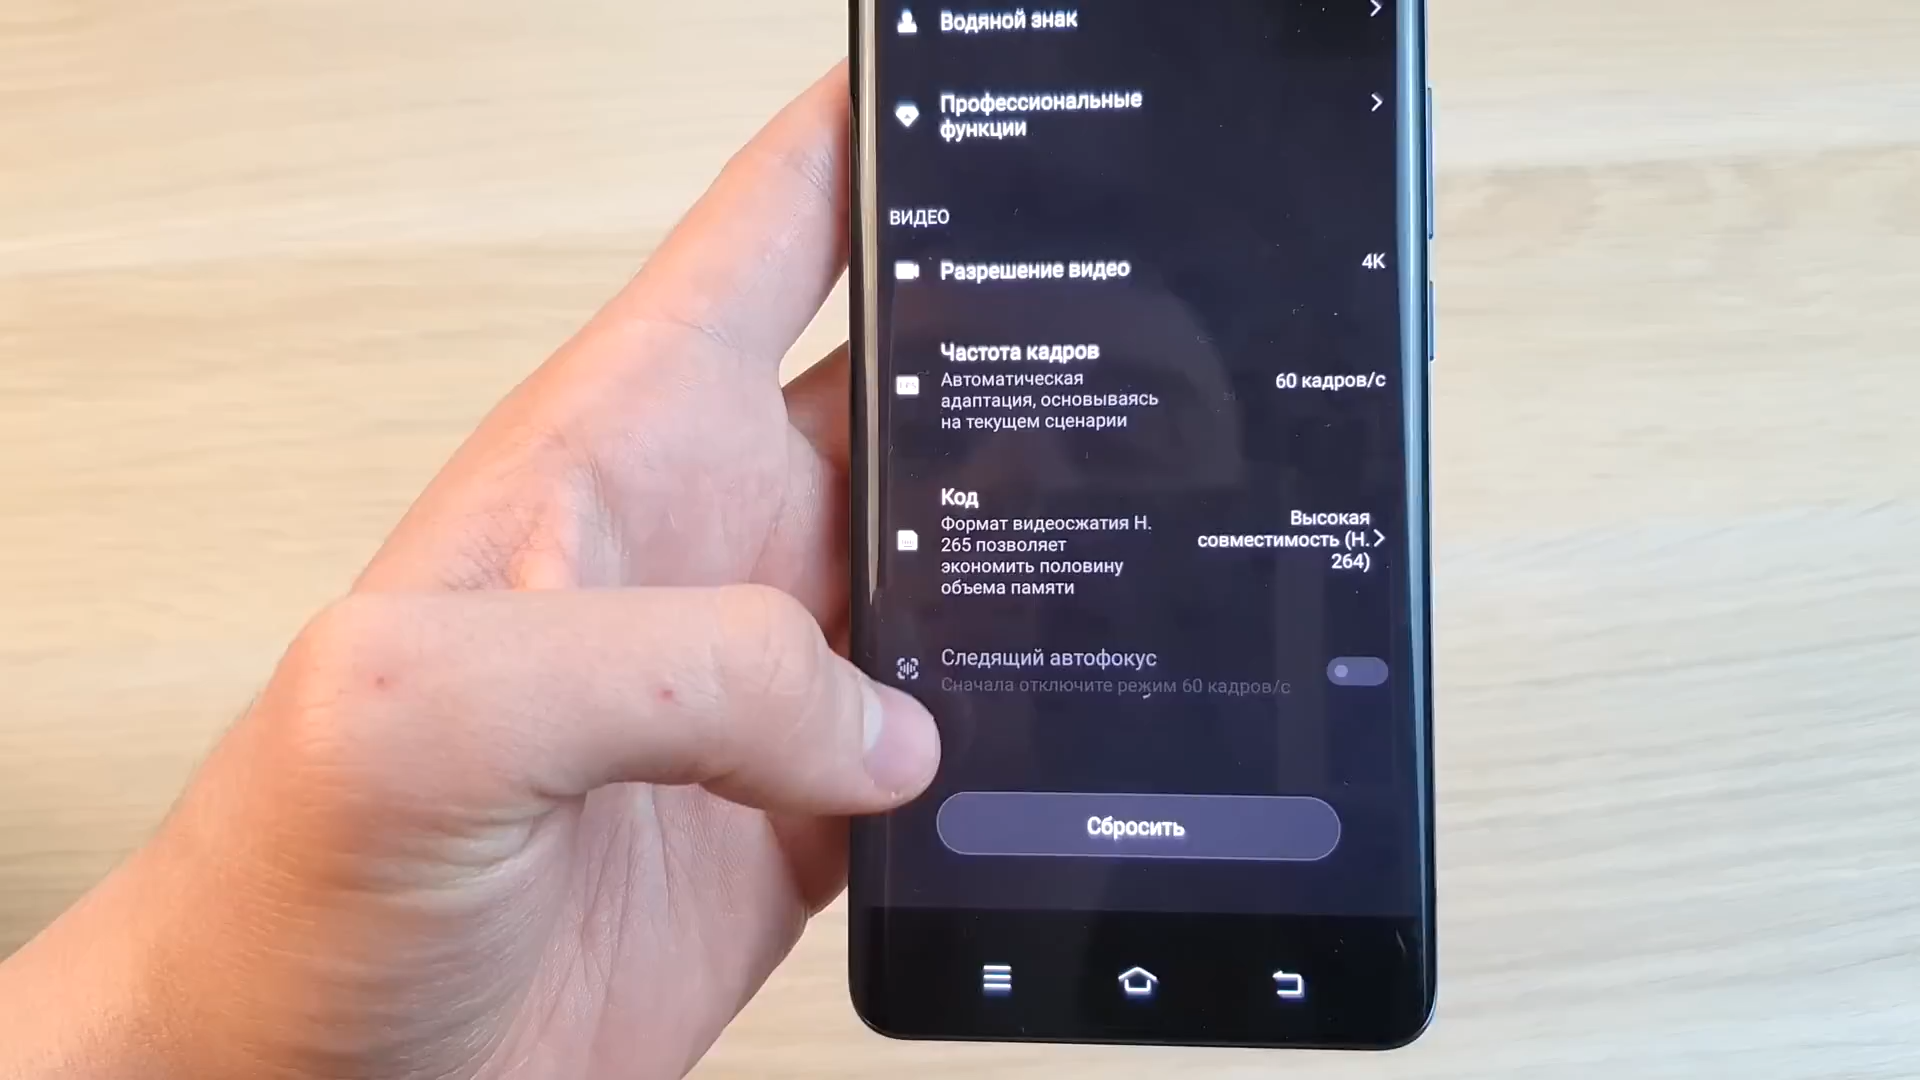 Водяной знак
Профессиональные
функции
ВИДЕО
Разрешение видео
4K
Частота кадров
Автоматическая
адаптация, основываясь
на текущем сценарии
60 кадров/с
Код
Формат видеосжатия H.
265 позволяет
экономить половину
объема памяти
Высокая
совместимость (H.
264)
Следящий автофокус
Сначала отключите режим 60 кадров/с
Сбросить